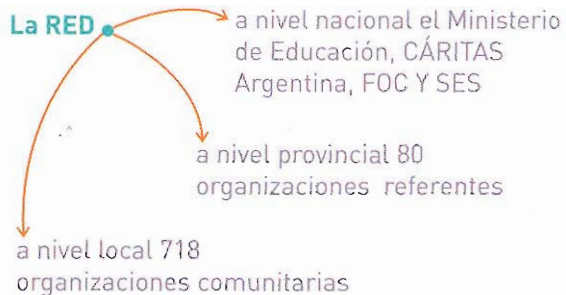 La RED
a nivel nacional el Ministerio
de Educación, CÁRITAS
Argentina, FOC Y SES
a nivel provincial 80
organizaciones referentes
a nivel local 718
organizaciones comunitarias